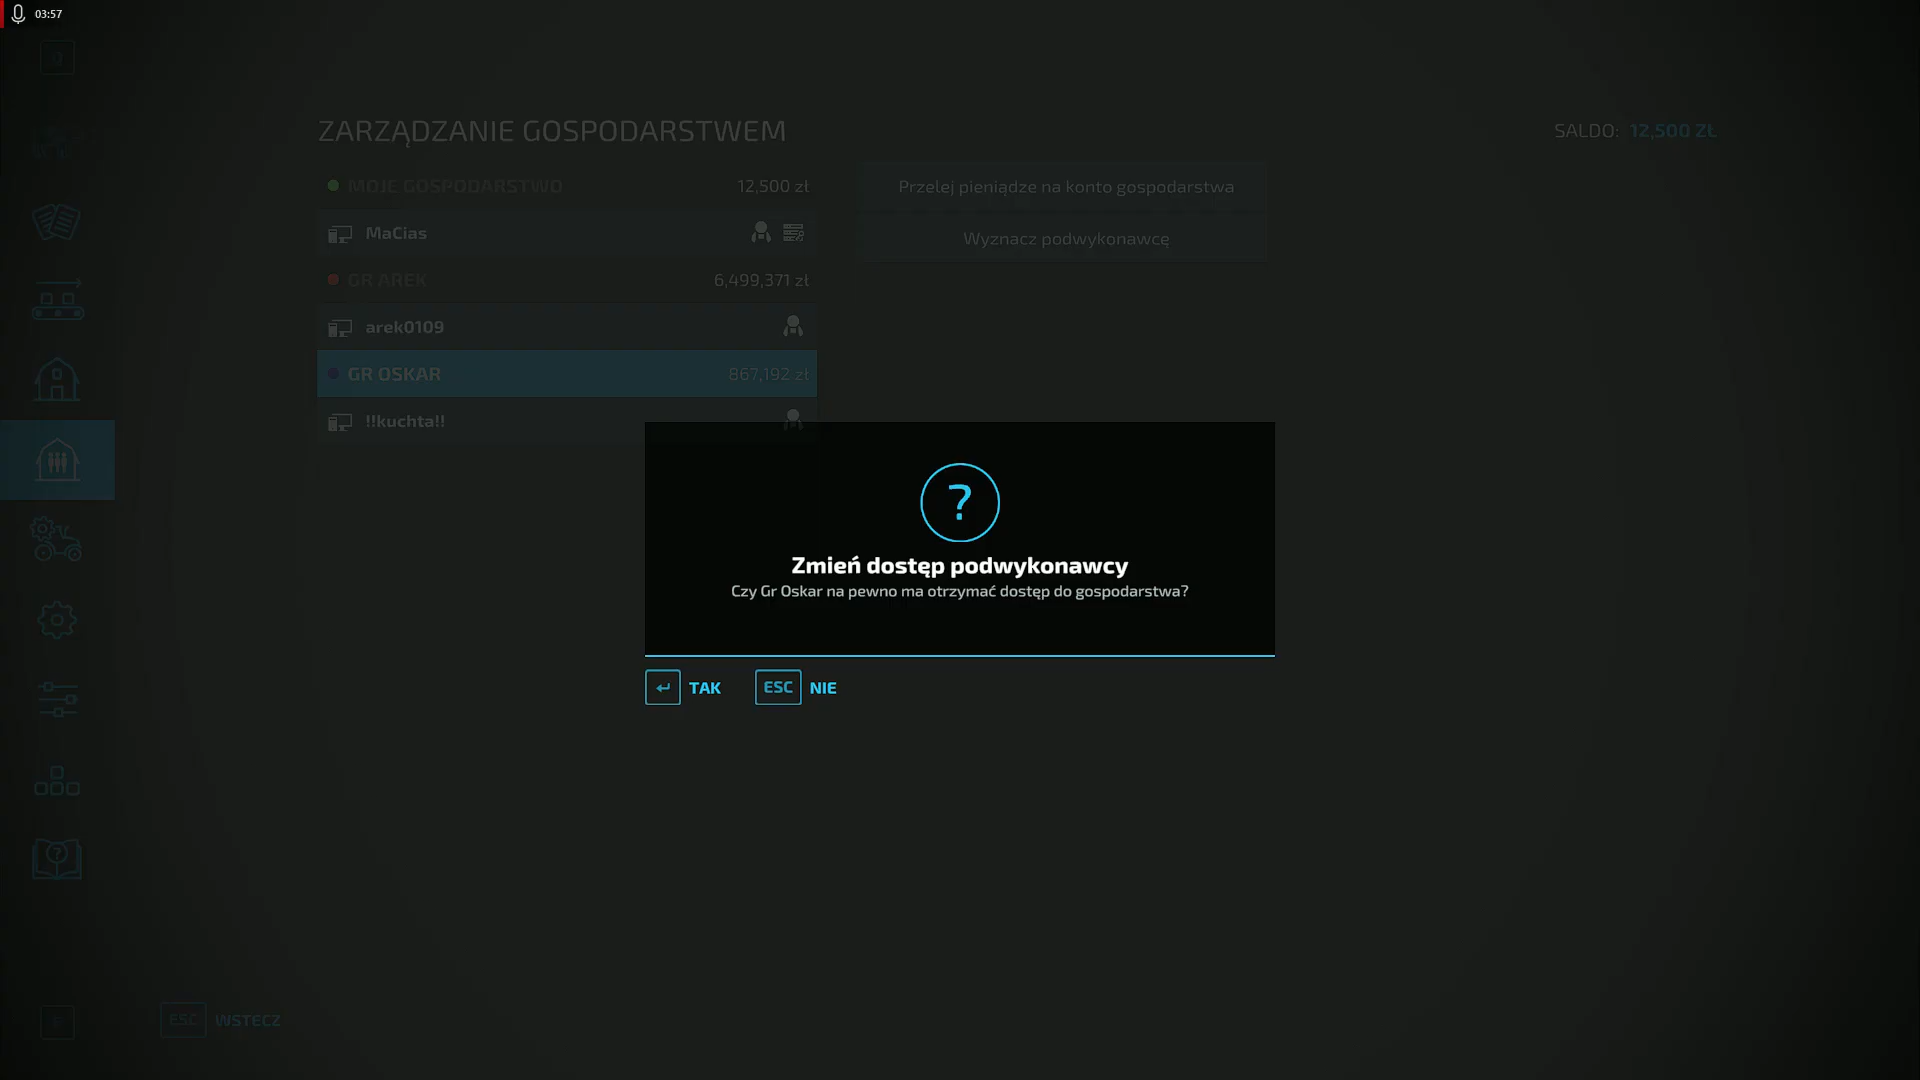 03:57
Q
ZARZĄDZANIE GOSPODARSTWEM
SALDO: 12,500 ZŁ
MOJE GOSPODARSTWO 12,500 zł
Przelej pieniądze na konto gospodarstwa
MaCias
Wyznacz podwykonawcę
GR AREK 6,499,371 zł
arek0109
GR OSKAR 867,192 zł
!!kuchta!!
?
Zmień dostęp podwykonawcy
Czy Gr Oskar na pewno ma otrzymać dostęp do gospodarstwa?
TAK ESC NIE
?
E ESC WSTECZ